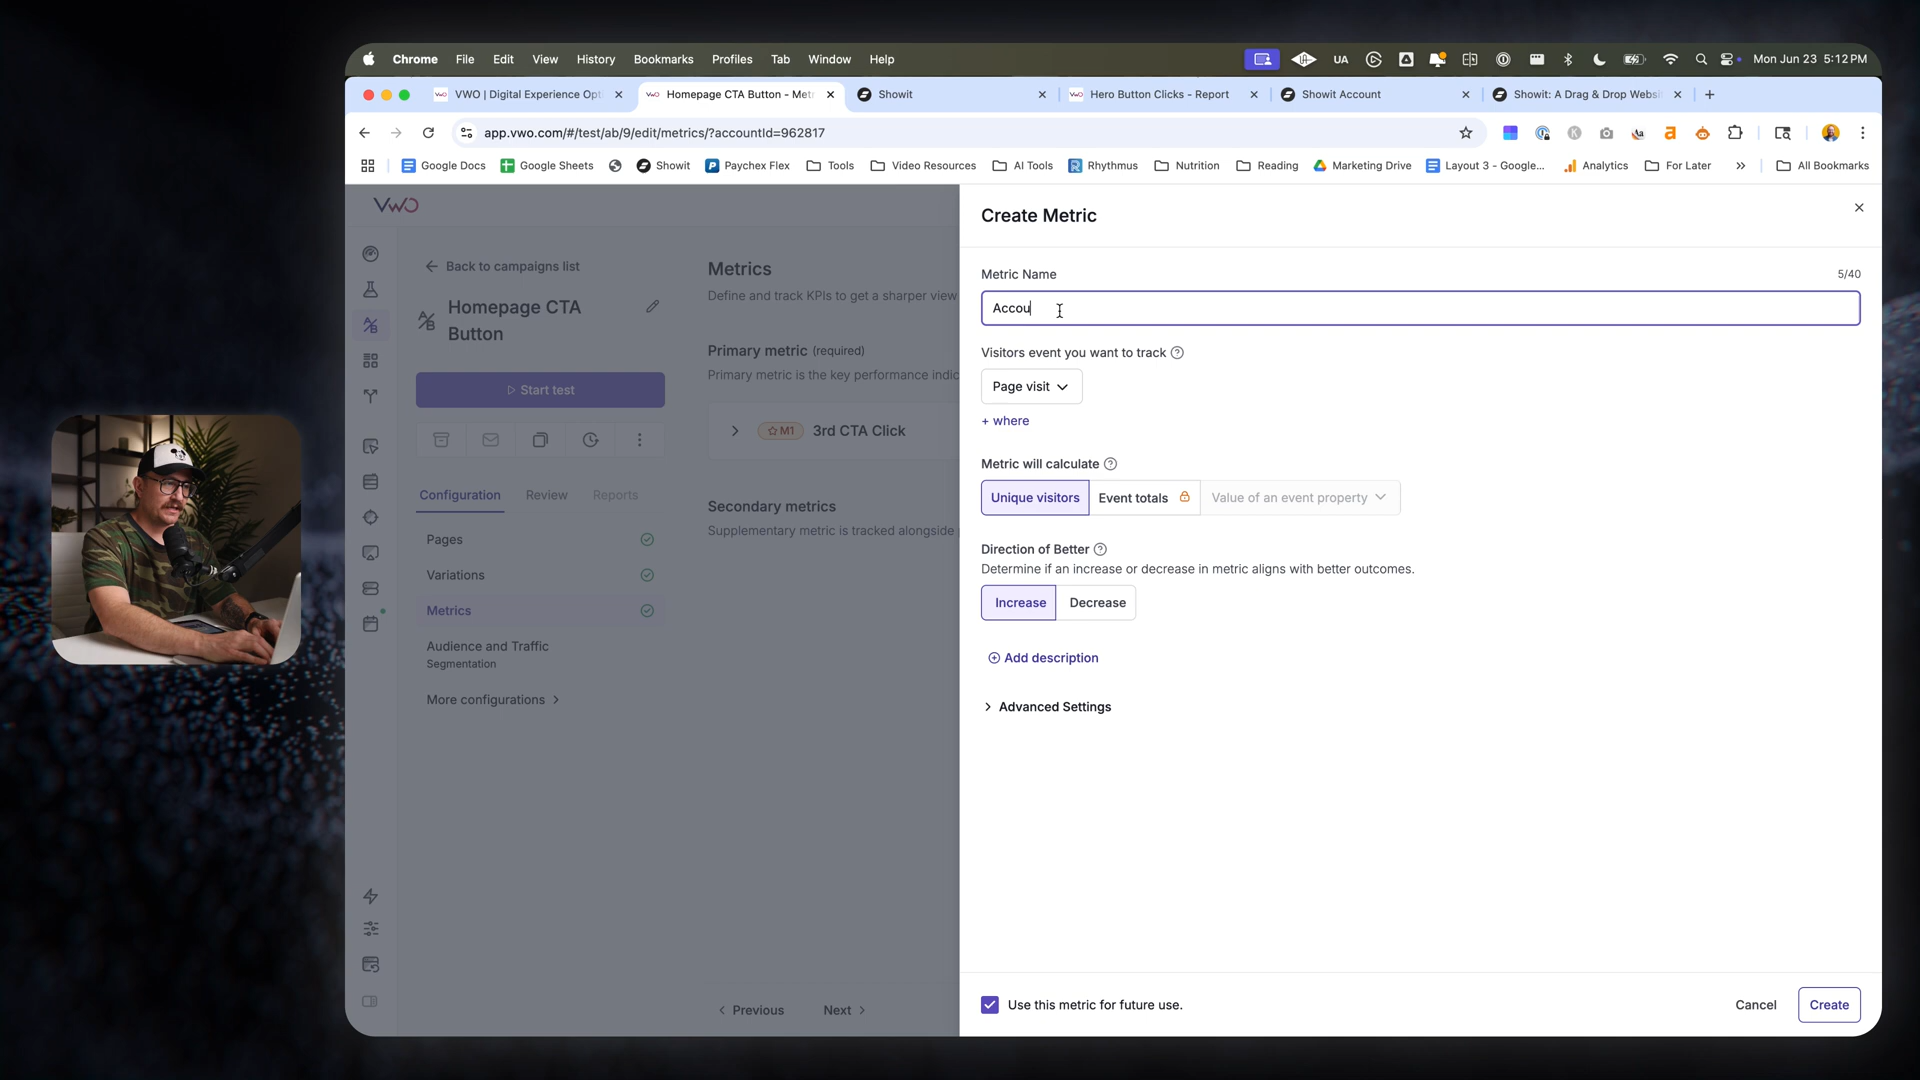 Chrome File Edit View History Bookmarks Profiles Tab Window Help UA Mon Jun 23 5:12 PM
VWO | Digital Experience Opt Homepage CTA Button - Met Showit Hero Button Clicks - Report Showit Account Showit: A Drag & Drop Websi
app.vwo.com/#/test/ab/9/edit/metrics/?accountId=962817
Google Docs Google Sheets Showit Paychex Flex Tools Video Resources AI Tools Rhythmus Nutrition Reading Marketing Drive Layout 3 - Google... Analytics For Later » All Bookmarks
VWO
Back to campaigns list
Homepage CTA
Button
Start test
Configuration Review Reports
Pages
Variations
Metrics
Audience and Traffic
Segmentation
More configurations
Metrics
Define and track KPIs to get a sharper view
Primary metric (required)
Primary metric is the key performance indic
M1 3rd CTA Click
Secondary metrics
Supplementary metric is tracked alongside
Previous Next
Create Metric
Metric Name 5/40
Accou
Visitors event you want to track
Page visit
+ where
Metric will calculate
Unique visitors Event totals Value of an event property
Direction of Better
Determine if an increase or decrease in metric aligns with better outcomes.
Increase Decrease
Add description
Advanced Settings
Use this metric for future use. Cancel Create